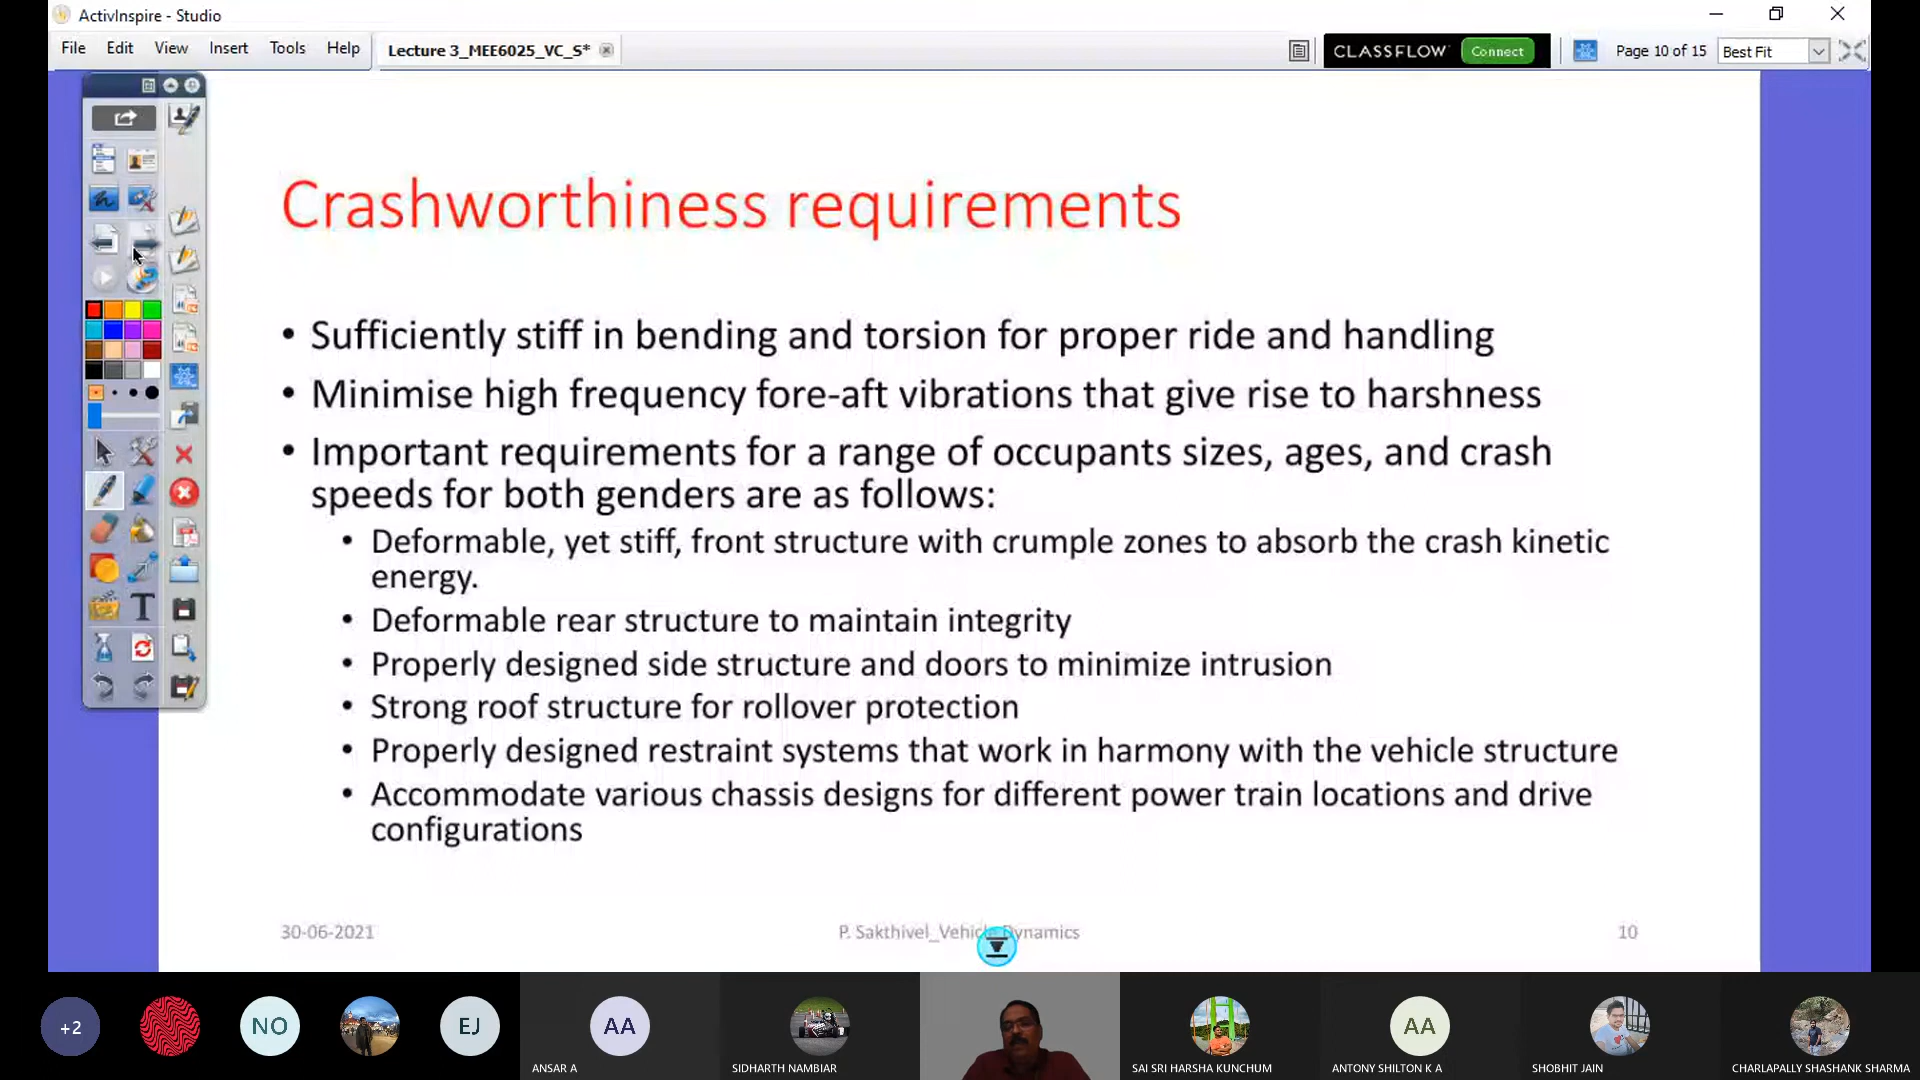 ActivInspire - Studio
File Edit View Insert Tools Help
Lecture 3_MEE6025_VC_S*
CLASSFLOW Connect
Page 10 of 15
Best Fit
Crashworthiness requirements
• Sufficiently stiff in bending and torsion for proper ride and handling
• Minimise high frequency fore-aft vibrations that give rise to harshness
• Important requirements for a range of occupants sizes, ages, and crash
speeds for both genders are as follows:
• Deformable, yet stiff, front structure with crumple zones to absorb the crash kinetic
energy.
• Deformable rear structure to maintain integrity
• Properly designed side structure and doors to minimize intrusion
• Strong roof structure for rollover protection
• Properly designed restraint systems that work in harmony with the vehicle structure
• Accommodate various chassis designs for different power train locations and drive
configurations
30-06-2021
P. Sakthivel_Vehicle Dynamics
10
+2
NO
EJ
AA
AA
ANSAR A
SIDHARTH NAMBIAR
SAI SRI HARSHA KUNCHUM
ANTONY SHILTON K A
SHOBHIT JAIN
CHARLAPALLY SHASHANK SHARMA